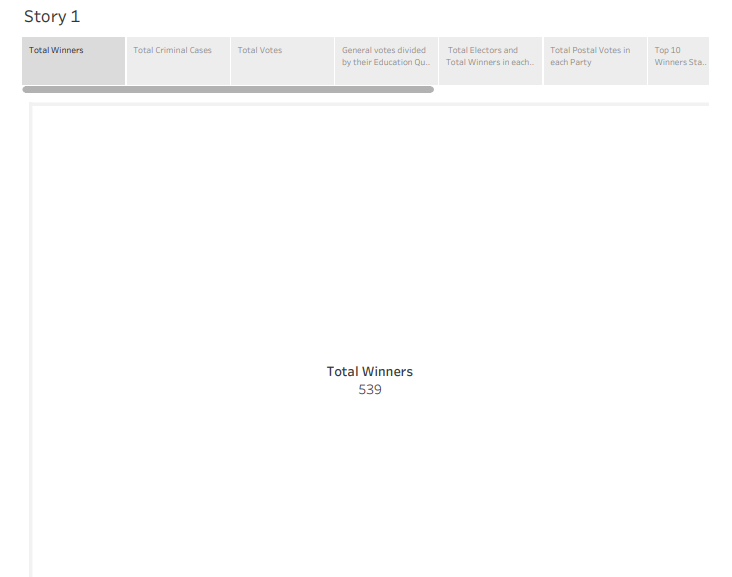 Story 1
Total Winners
Total Criminal Cases
Total Votes
General votes divided
by their Education Qu..
Total Electors and
Total Winners in each..
Total Postal Votes in
each Party
Top 10
Winners Sta..
Total Winners
539